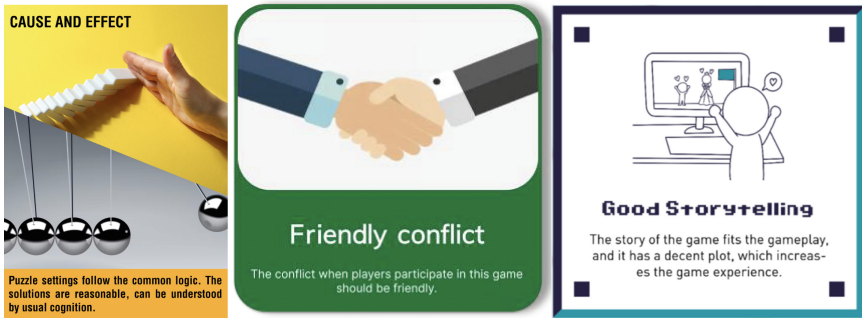 CAUSE AND EFFECT
Puzzle settings follow the common logic. The
solutions are reasonable, can be understood
by usual cognition.
Friendly conflict
The conflict when players participate in this game
should be friendly.
Good Storytelling
The story of the game fits the gameplay,
and it has a decent plot, which increas-
es the game experience.